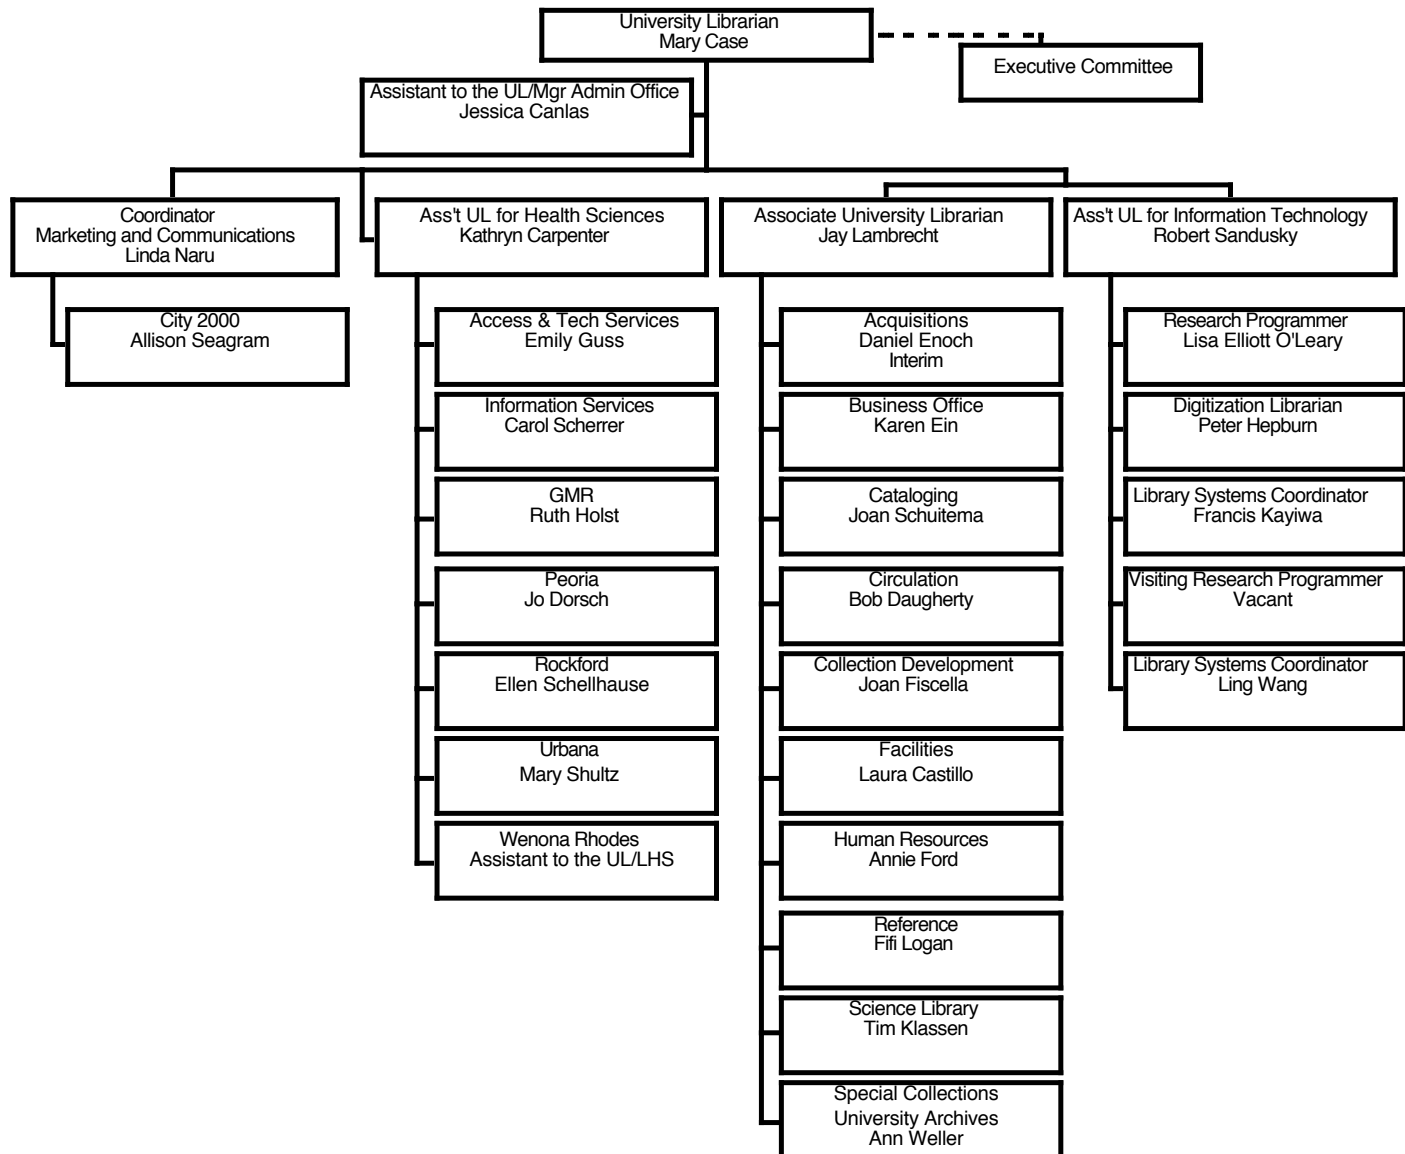 University Librarian
Mary Case
Executive Committee
Assistant to the UL/Mgr Admin Office
Jessica Canlas
Coordinator
Marketing and Communications
Linda Naru
Ass't UL for Health Sciences
Kathryn Carpenter
Associate University Librarian
Jay Lambrecht
Ass't UL for Information Technology
Robert Sandusky
City 2000
Allison Seagram
Access & Tech Services
Emily Guss
Information Services
Carol Scherrer
GMR
Ruth Holst
Peoria
Jo Dorsch
Rockford
Ellen Schellhause
Urbana
Mary Shultz
Wenona Rhodes
Assistant to the UL/LHS
Acquisitions
Daniel Enoch
Interim
Business Office
Karen Ein
Cataloging
Joan Schuitema
Circulation
Bob Daugherty
Collection Development
Joan Fiscella
Facilities
Laura Castillo
Human Resources
Annie Ford
Reference
Fifi Logan
Science Library
Tim Klassen
Special Collections
University Archives
Ann Weller
Research Programmer
Lisa Elliott O'Leary
Digitization Librarian
Peter Hepburn
Library Systems Coordinator
Francis Kayiwa
Visiting Research Programmer
Vacant
Library Systems Coordinator
Ling Wang